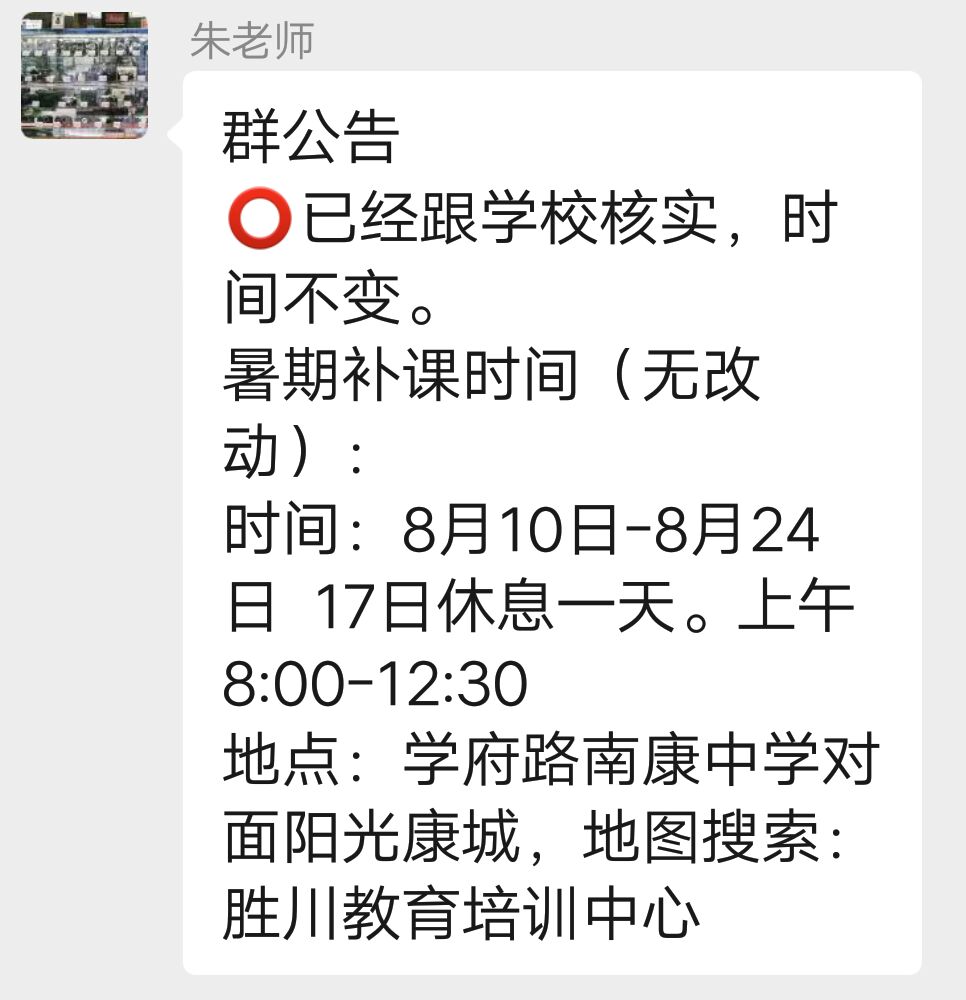 朱老师
群公告
⭕已经跟学校核实，时
间不变。
暑期补课时间（无改
动）：
时间：8月10日-8月24
日 17日休息一天。上午
8:00-12:30
地点：学府路南康中学对
面阳光康城，地图搜索：
胜川教育培训中心